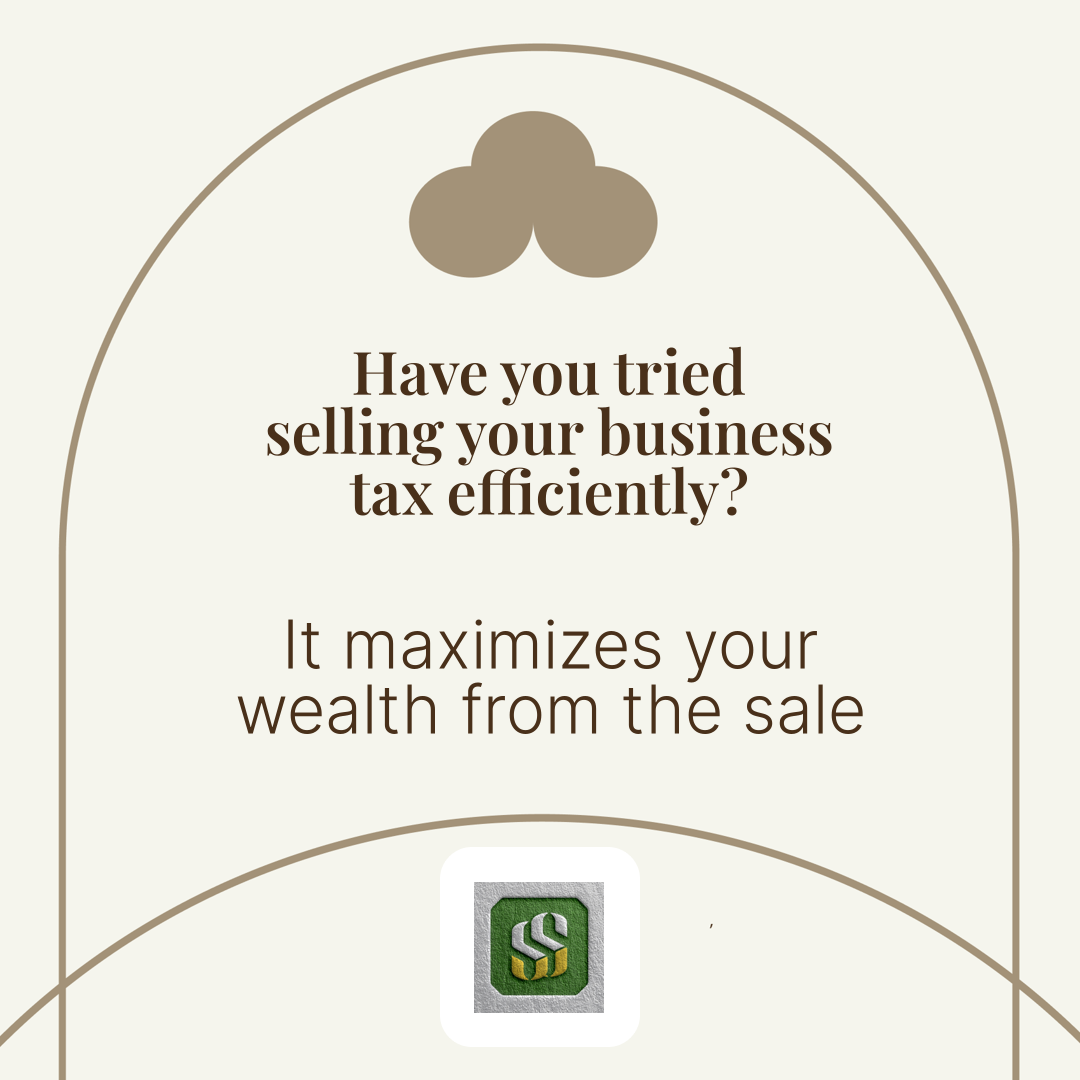 Have you tried
selling your business
tax efficiently?
It maximizes your
wealth from the sale
,